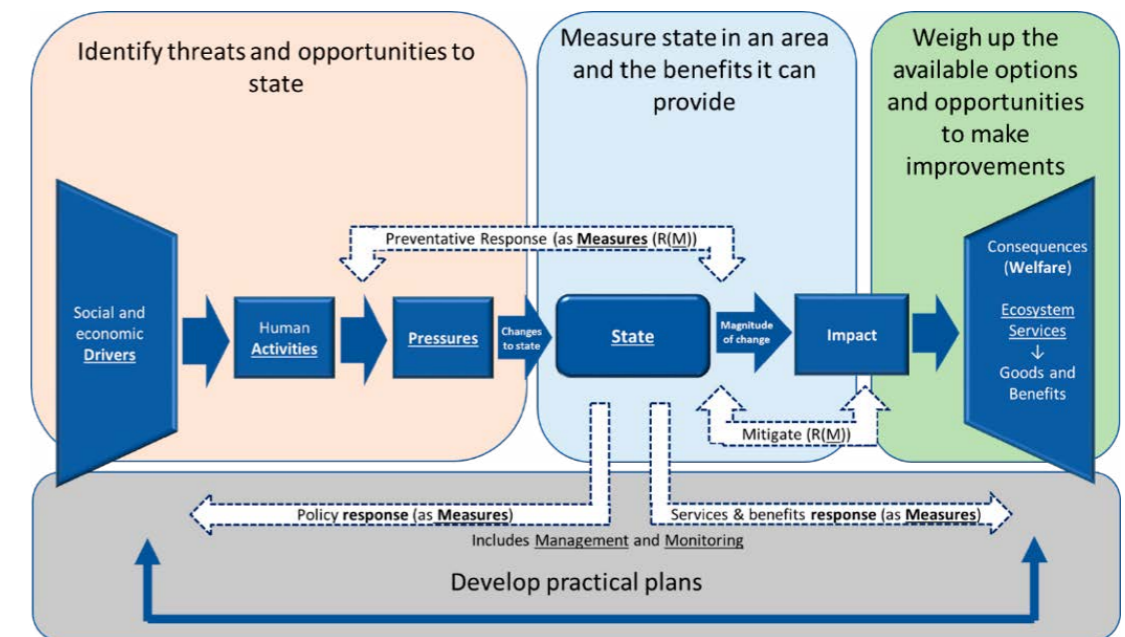 Identify threats and opportunities to
state
Measure state in an area
and the benefits it can
provide
Weigh up the
available options
and opportunities
to make
improvements
Preventative Response (as Measures (R(M))
Social and
economic
Drivers
Human
Activities
Pressures
Changes
to state
State
Magnitude
of change
Impact
Consequences
(Welfare)
Ecosystem
Services
↓
Goods and
Benefits
Mitigate (R(M))
Policy response (as Measures)
Services & benefits response (as Measures)
Includes Management and Monitoring
Develop practical plans